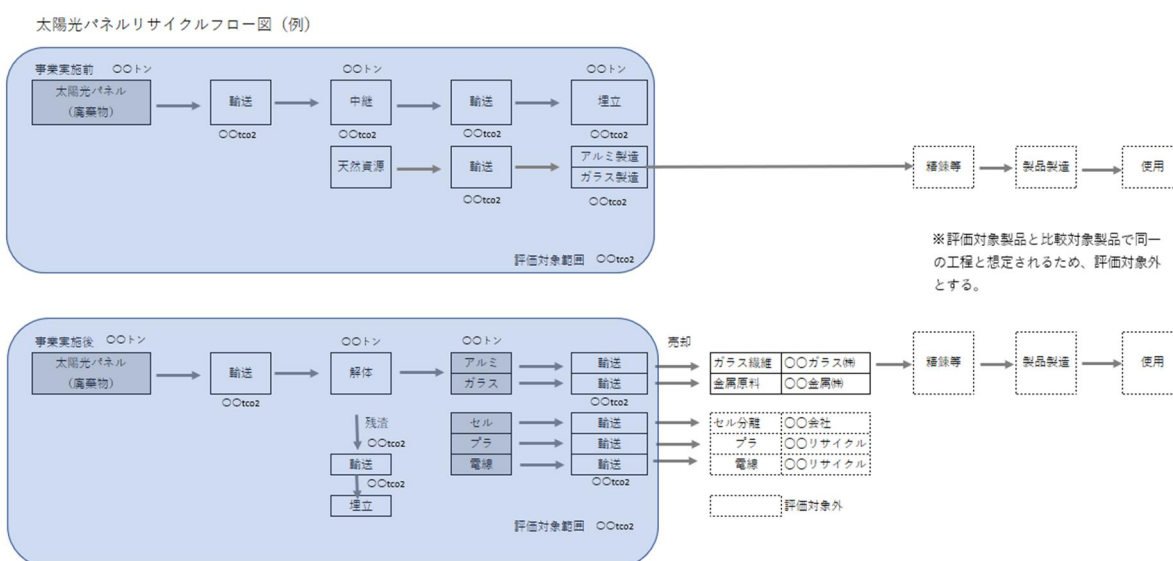 太陽光パネルリサイクルフロー図（例）
事業実施前　〇〇トン
〇〇トン
〇〇トン
太陽光パネル
（廃棄物）
輸送
中継
輸送
埋立
〇〇tco2
〇〇tco2
〇〇tco2
〇〇tco2
天然資源
輸送
アルミ製造
ガラス製造
〇〇tco2
〇〇tco2
精錬等
製品製造
使用
評価対象範囲　〇〇tco2
※評価対象製品と比較対象製品で同一
の工程と想定されるため、評価対象外
とする。
事業実施後　〇〇トン
〇〇トン
〇〇トン
売却
太陽光パネル
（廃棄物）
輸送
解体
アルミ
輸送
ガラス繊維
〇〇ガラス㈱
ガラス
輸送
金属原料
〇〇金属㈱
精錬等
製品製造
使用
〇〇tco2
〇〇tco2
残渣
〇〇tco2
輸送
〇〇tco2
埋立
セル
輸送
セル分離
〇〇会社
プラ
輸送
プラ
〇〇リサイクル
電線
輸送
電線
〇〇リサイクル
〇〇tco2
評価対象外
評価対象範囲　〇〇tco2